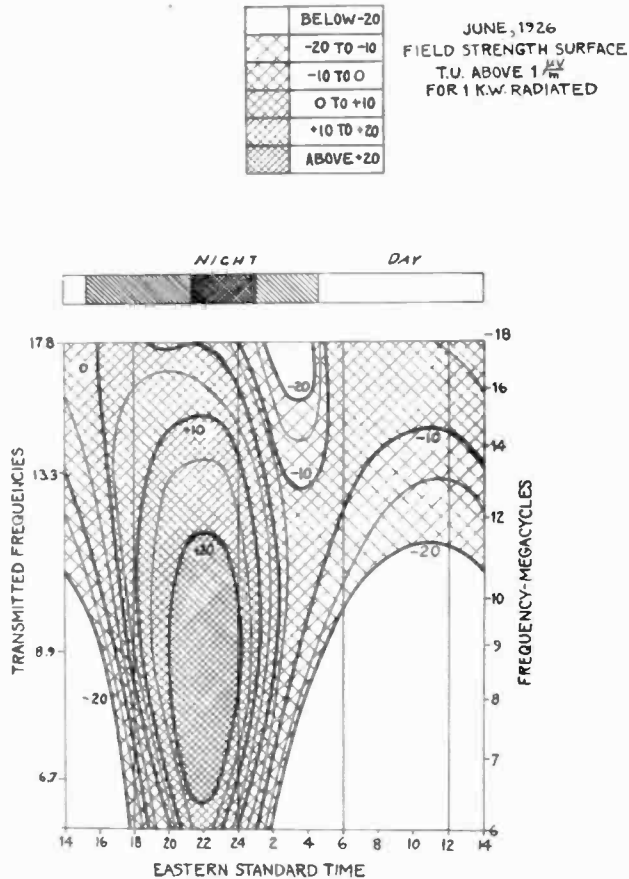 BELOW-20
-20 TO -10
-10 TO 0
0 TO +10
+10 TO +20
ABOVE +20
JUNE, 1926
FIELD STRENGTH SURFACE
T.U. ABOVE 1 μV/m
FOR 1 K.W. RADIATED
NIGHT DAY
17.8
13.3
8.9
6.7
TRANSMITTED FREQUENCIES
0
+10
+20
-20
-20
-10
-10
-20
-18
-16
-14
-12
-10
-9
-8
-7
6
FREQUENCY-MEGACYCLES
14 16 18 20 22 24 2 4 6 8 10 12 14
EASTERN STANDARD TIME